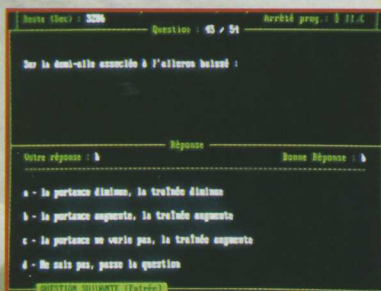 Reste (Sec) : 3286 Arrêté prog.: § 11.C
Question : 43 / 54
Sur la demi-aile associée à l'aileron baissé :
Réponse
Votre réponse : b Bonne Réponse : b
a - la portance diminue, la traînée diminue
b - la portance augmente, la traînée augmente
c - la portance ne varie pas, la traînée augmente
d - Ne sais pas, passe la question
QUESTION SUIVANTE (Entrée)